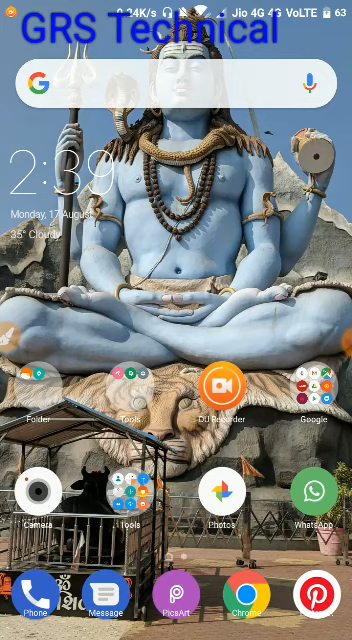 GRS Technical
0.24K/s Jio 4G 4G VoLTE 63
2:39
Monday, 17 August
35° Cloudy
Folder Tools DU Recorder Google
Camera Tools Photos WhatsApp
ॐ
Phone Message PicsArt Chrome